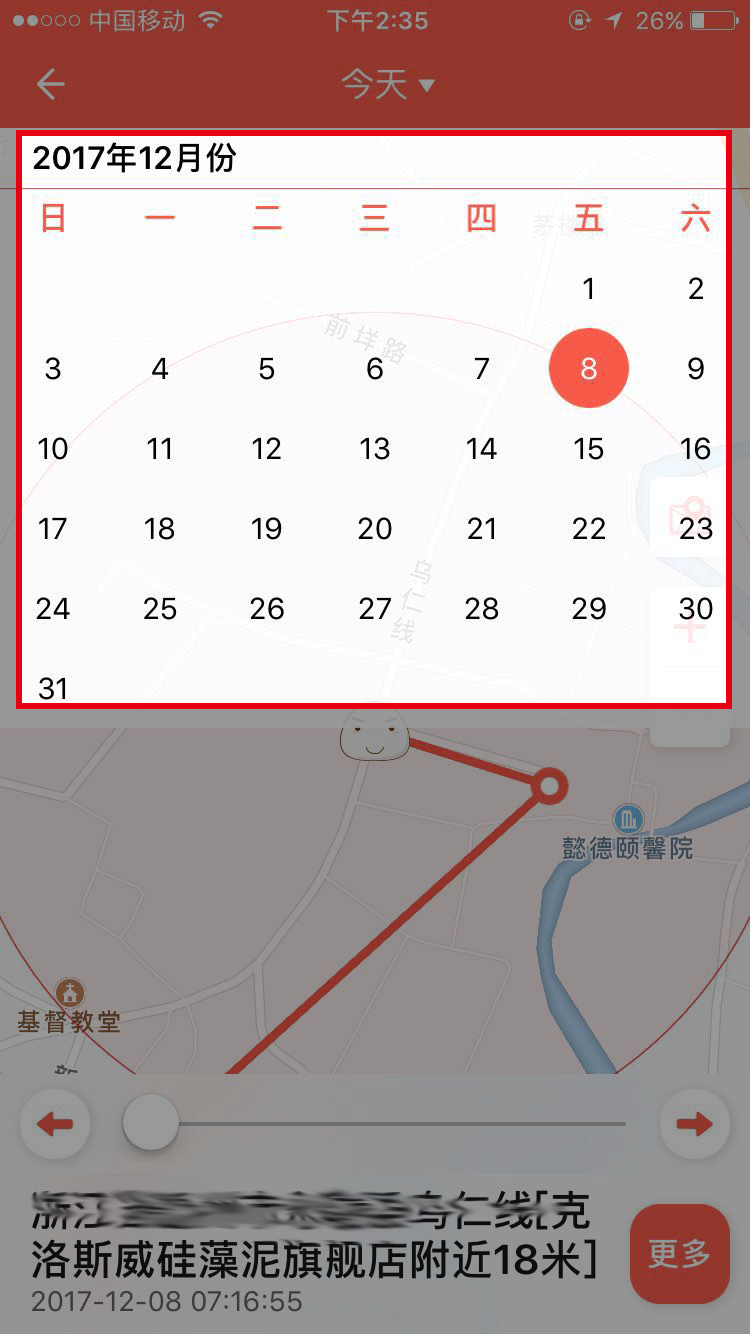 中国移动 下午2:35 26%
今天
2017年12月份
日 一 二 三 四 五 六
1 2
3 4 5 6 7 8 9
10 11 12 13 14 15 16
17 18 19 20 21 22 23
24 25 26 27 28 29 30
31
前垟路
乌仁线
懿德颐馨院
基督教堂
浙江 乌仁线[克
洛斯威硅藻泥旗舰店附近18米]
更多
2017-12-08 07:16:55